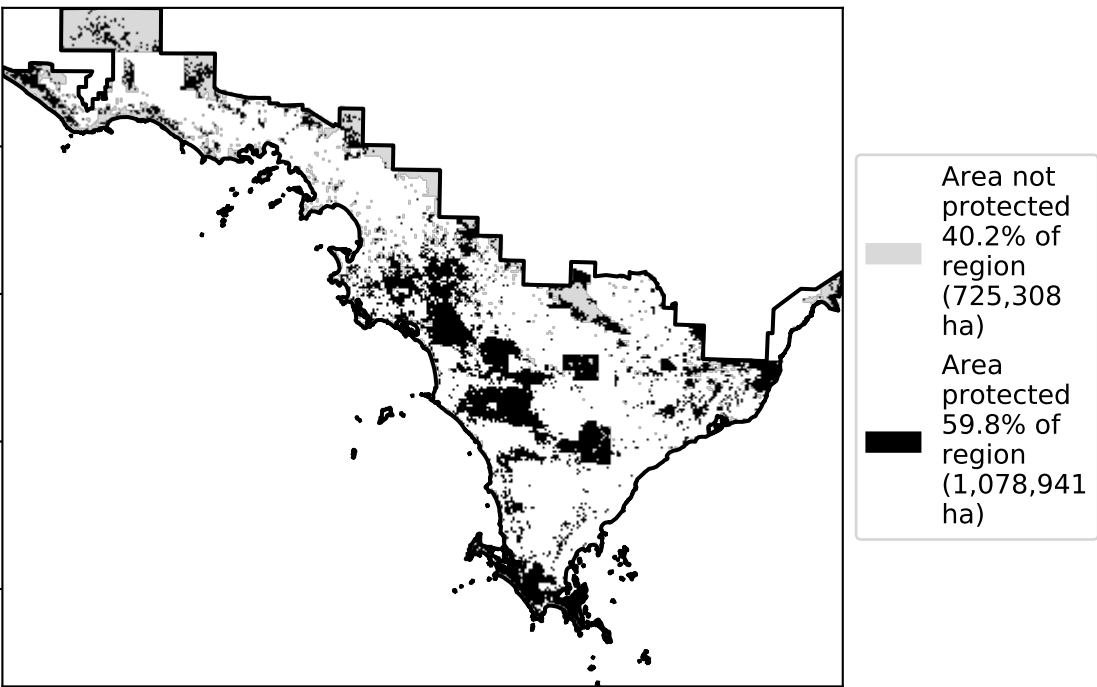 Area not
protected
40.2% of
region
(725,308
ha)
Area
protected
59.8% of
region
(1,078,941
ha)